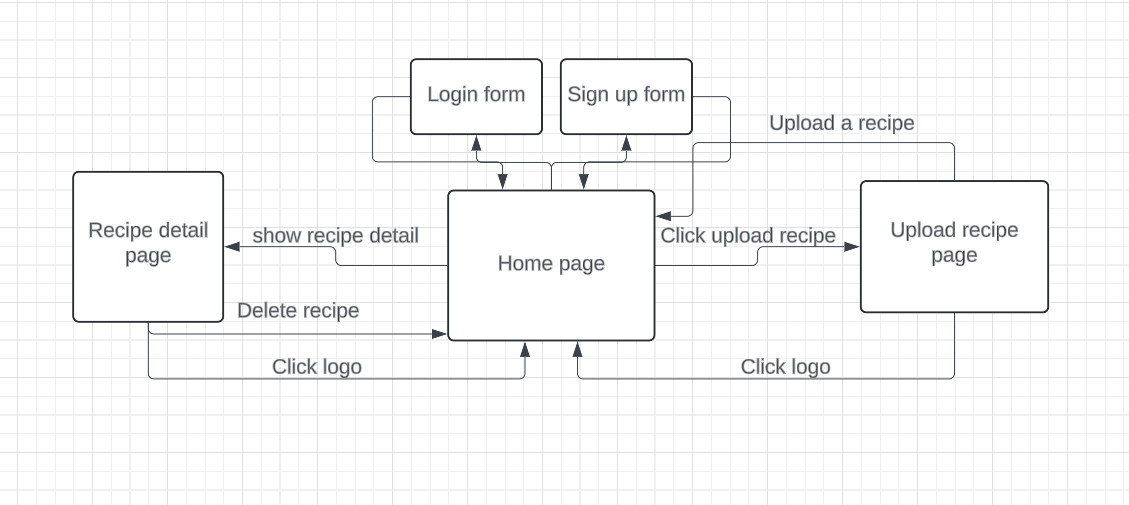 Login form
Sign up form
Upload a recipe
Recipe detail
page
show recipe detail
Home page
Click upload recipe
Upload recipe
page
Delete recipe
Click logo
Click logo